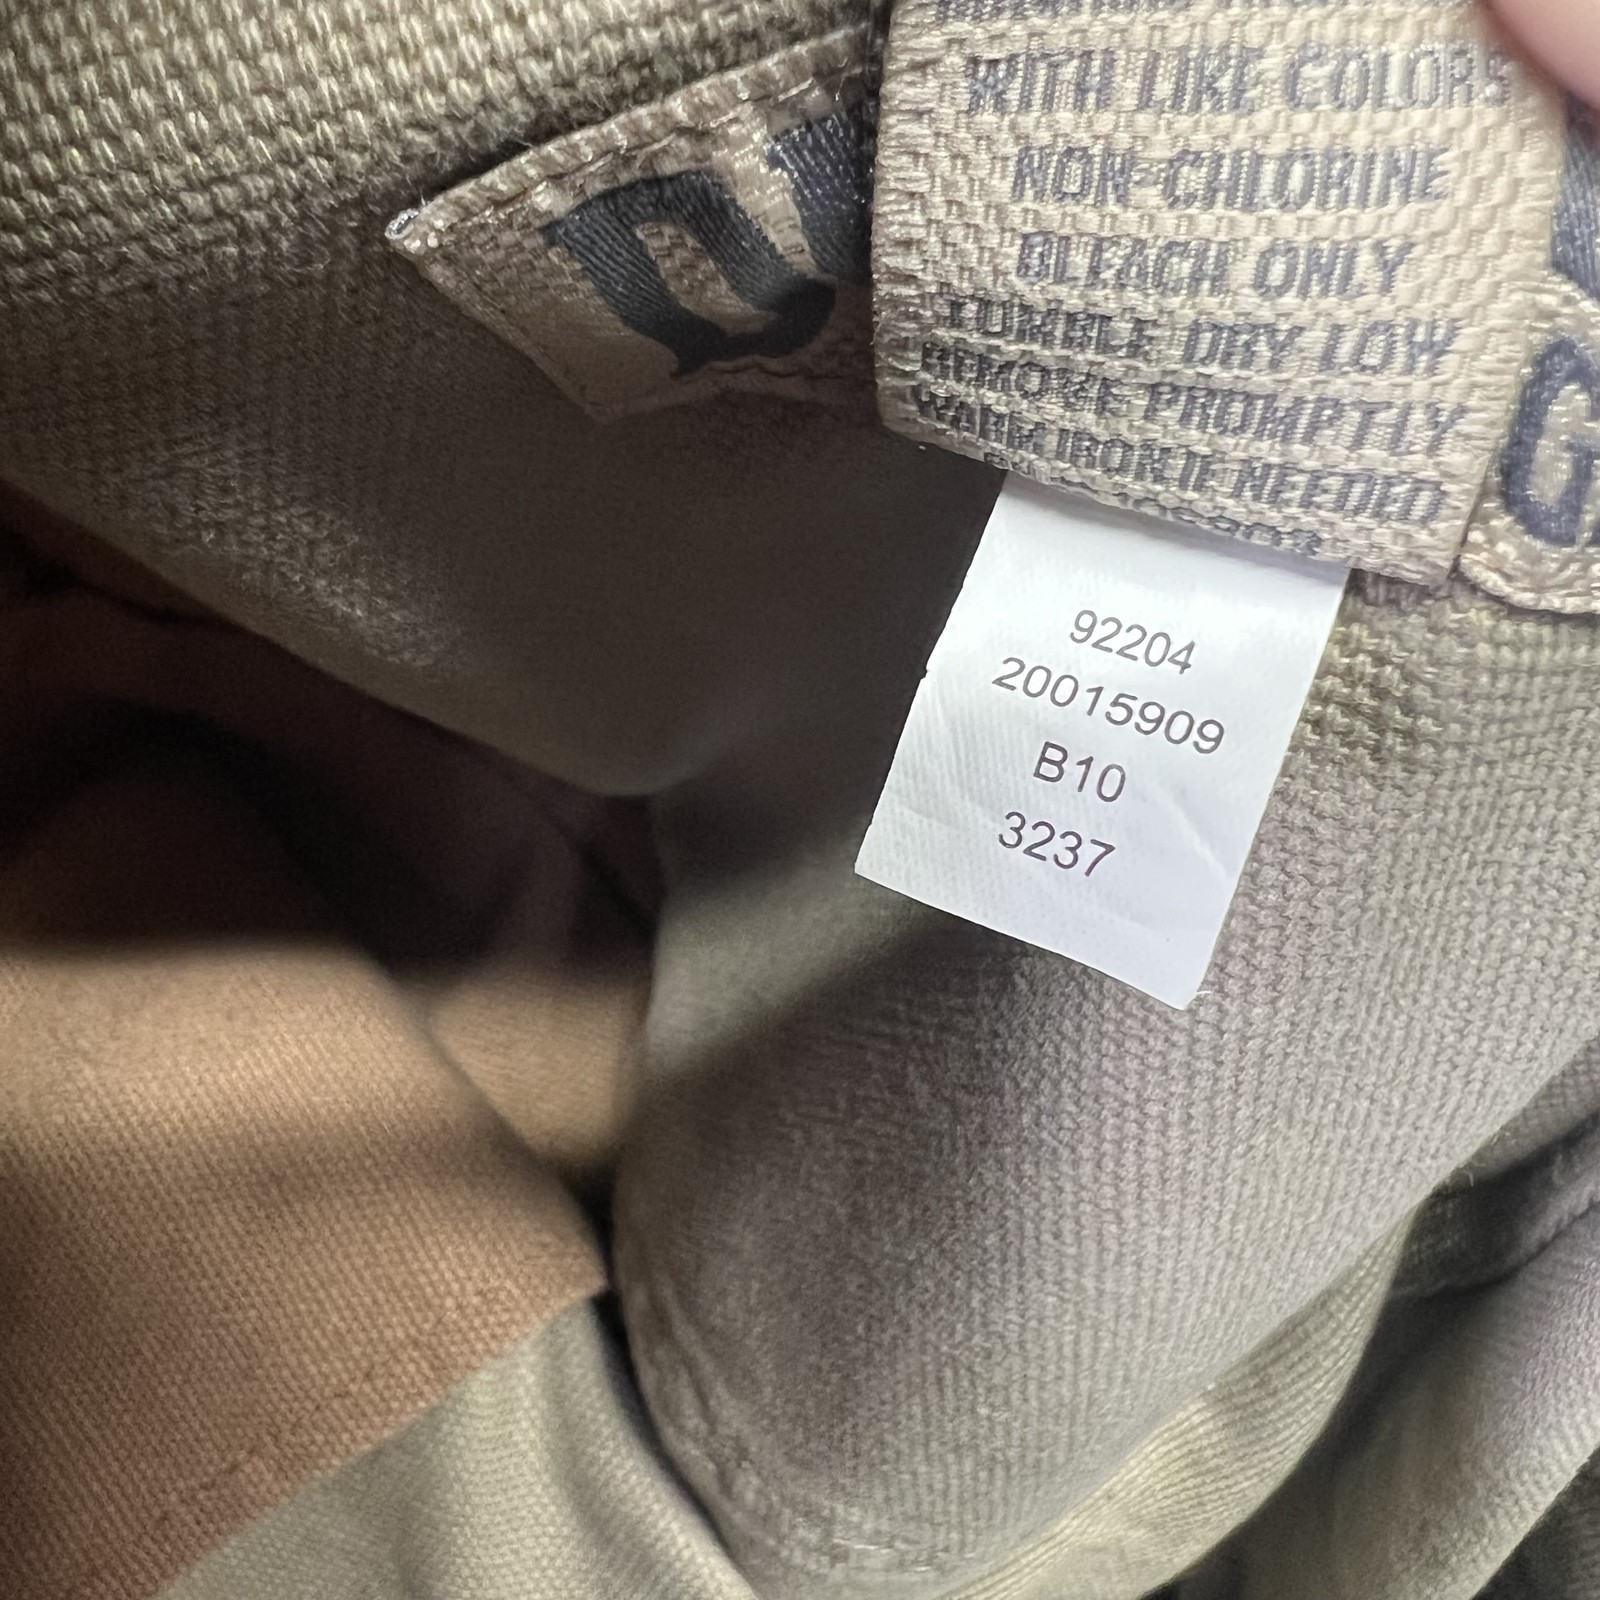 WITH LIKE COLORS
NON-CHLORINE
BLEACH ONLY
TUMBLE DRY LOW
REMOVE PROMPTLY
WARM IRON IF NEEDED
92204
20015909
B10
3237